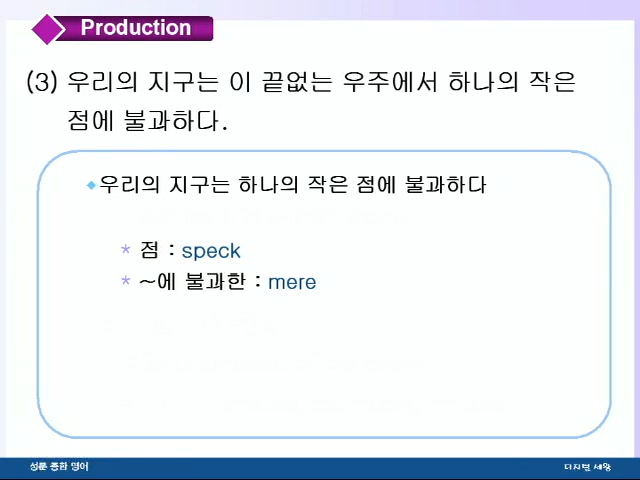 Production
(3) 우리의 지구는 이 끝없는 우주에서 하나의 작은
점에 불과하다.
우리의 지구는 하나의 작은 점에 불과하다
* 점 : speck
* ~에 불과한 : mere
성문 종합 영어
디지털 세왕